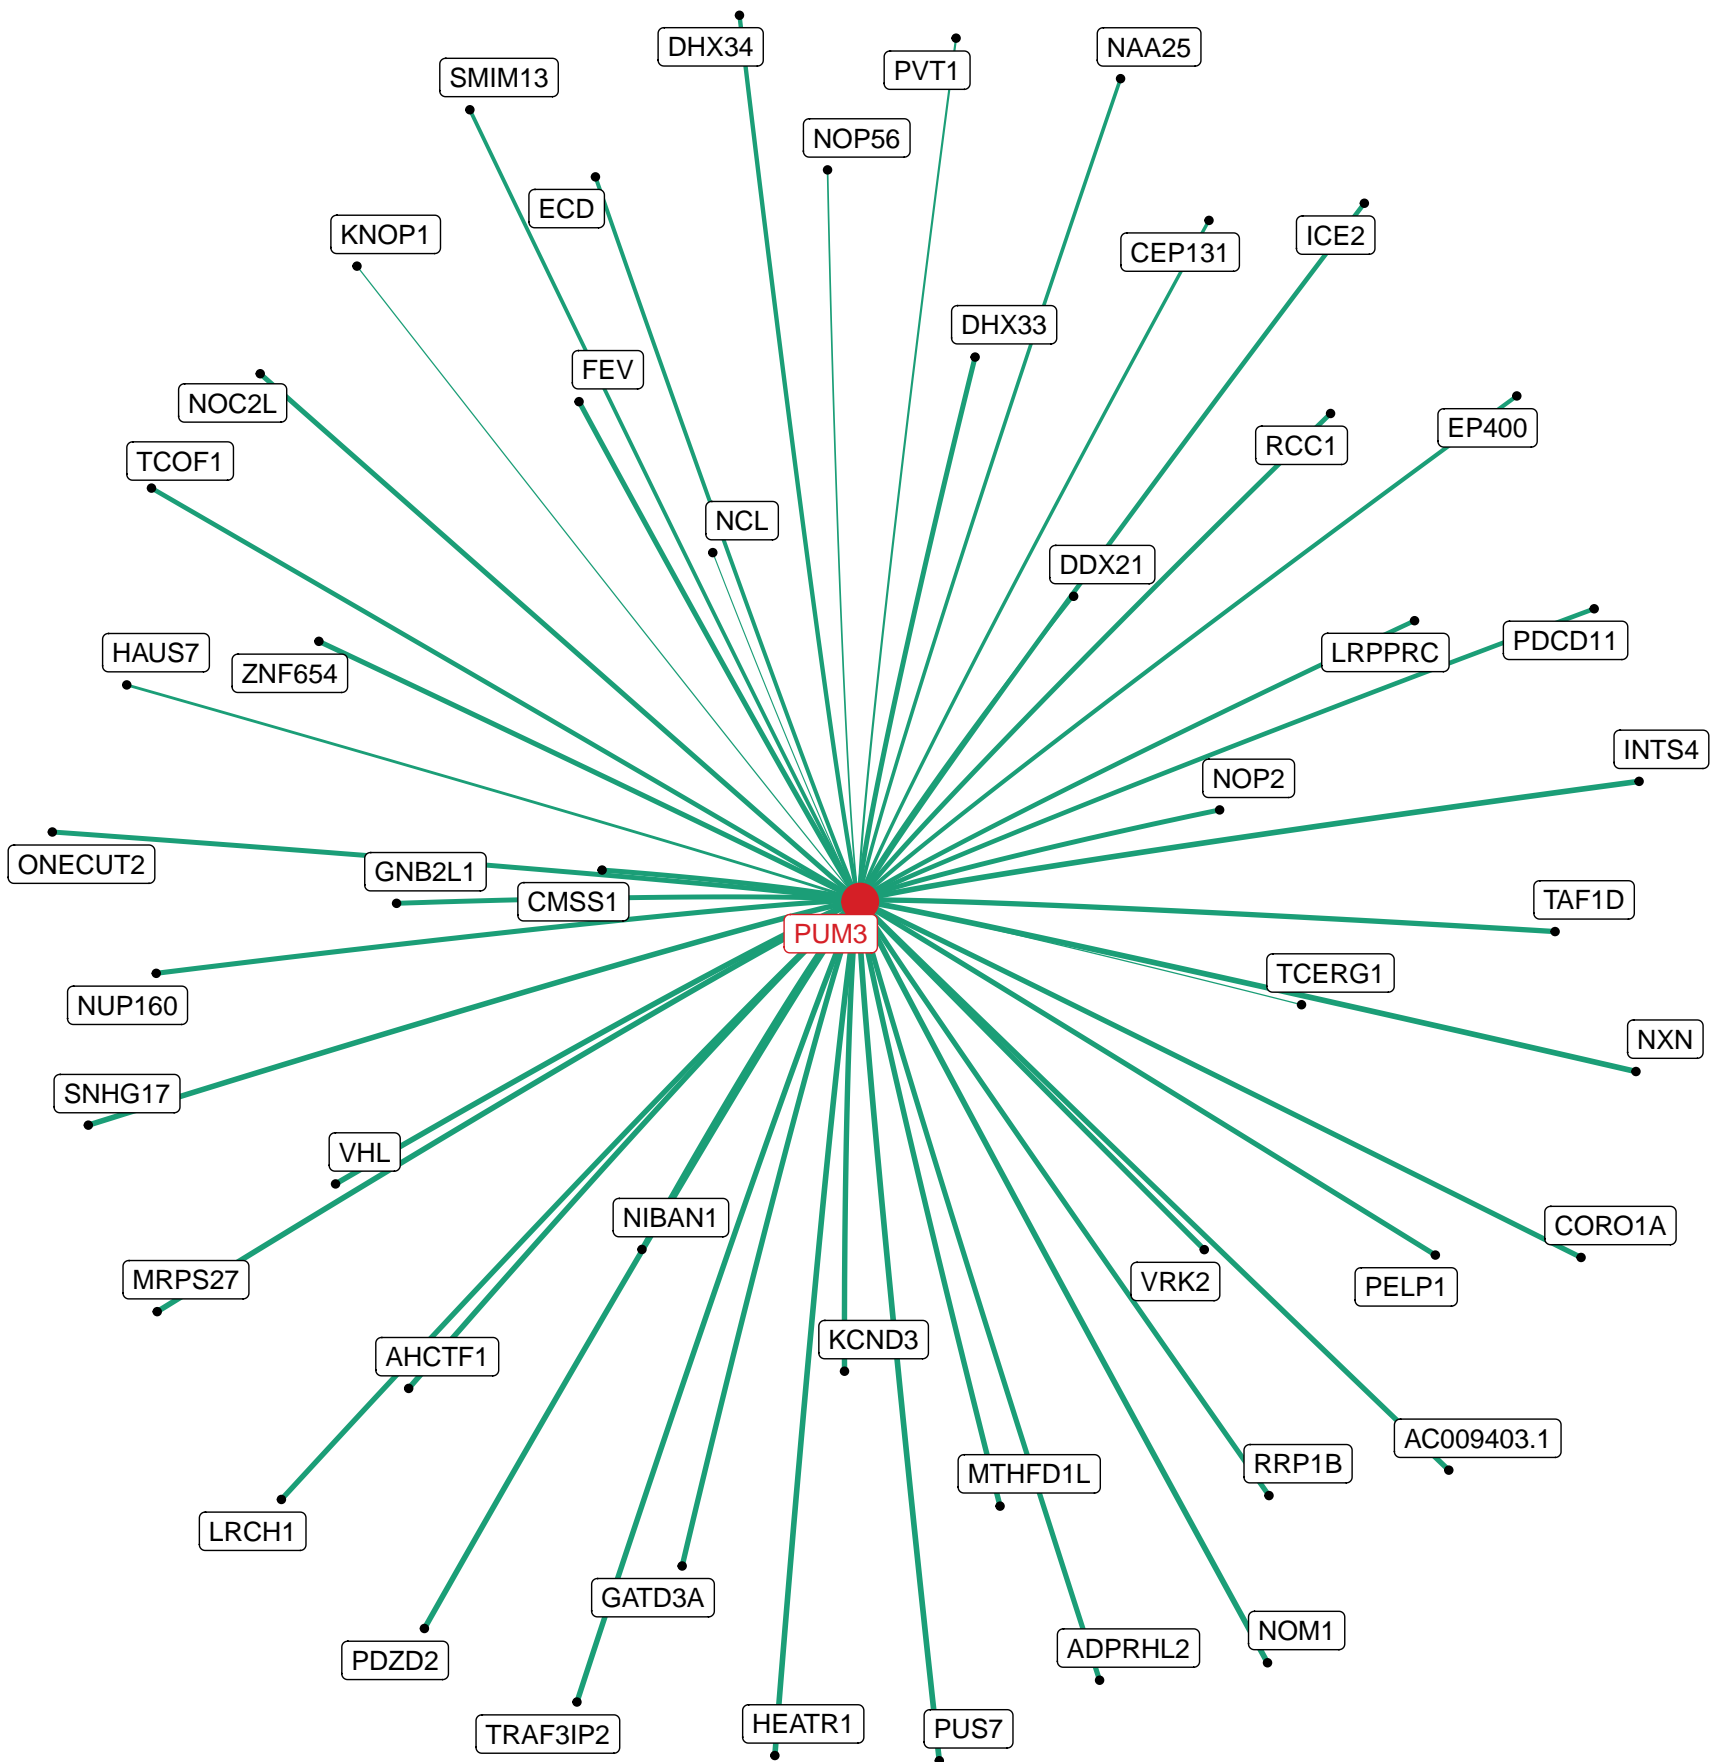 DHX34
NAA25
PVT1
SMIM13
NOP56
ECD
KNOP1
ICE2
CEP131
DHX33
FEV
NOC2L
EP400
RCC1
TCOF1
NCL
DDX21
PDCD11
HAUS7
LRPPRC
ZNF654
INTS4
NOP2
ONECUT2
GNB2L1
CMSS1
TAF1D
PUM3
TCERG1
NUP160
NXN
SNHG17
VHL
NIBAN1
CORO1A
MRPS27
VRK2
PELP1
KCND3
AHCTF1
AC009403.1
RRP1B
MTHFD1L
LRCH1
GATD3A
NOM1
ADPRHL2
PDZD2
HEATR1
PUS7
TRAF3IP2